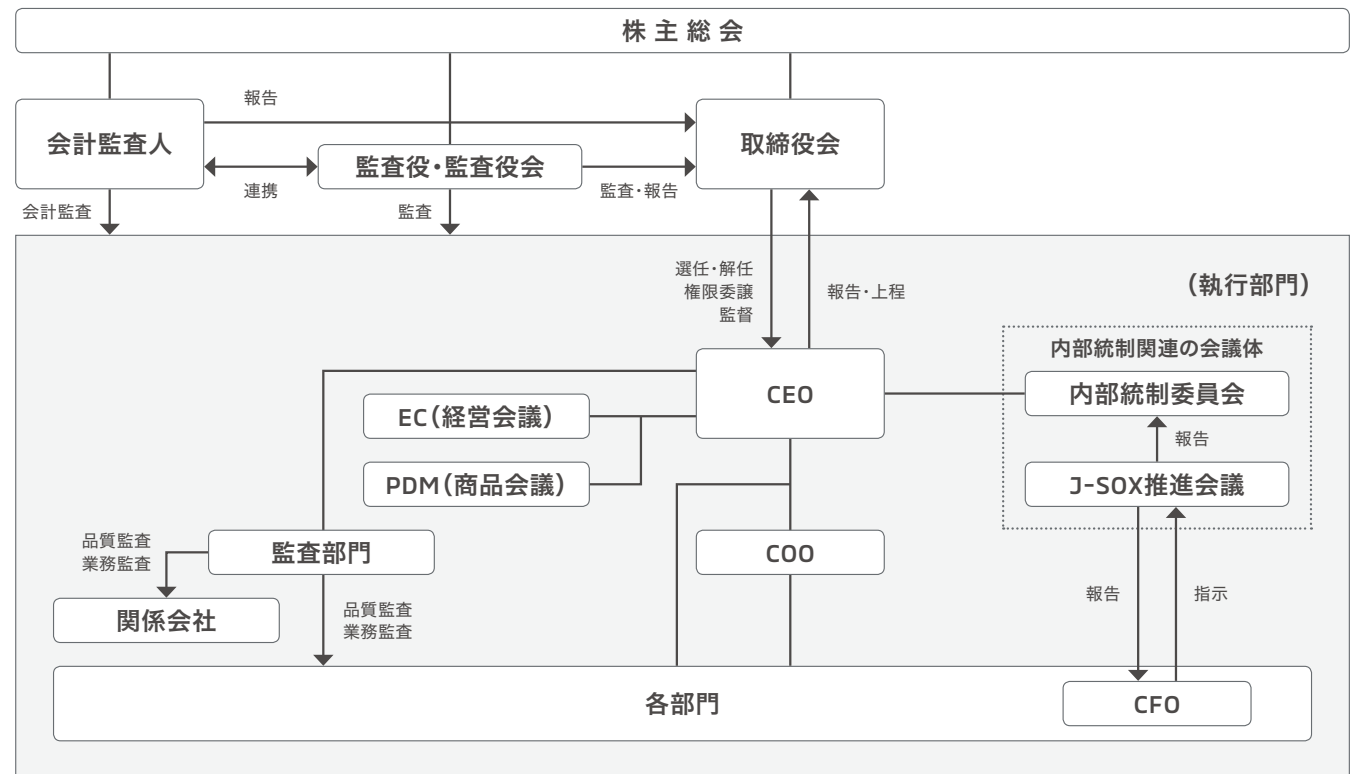 株主総会
報告
会計監査人
取締役会
監査役・監査役会
連携
監査・報告
会計監査
監査
選任・解任
権限委譲
監督
報告・上程
(執行部門)
内部統制関連の会議体
CEO
内部統制委員会
EC(経営会議)
報告
PDM(商品会議)
J-SOX推進会議
品質監査
業務監査
監査部門
COO
関係会社
品質監査
業務監査
報告
指示
各部門
CFO